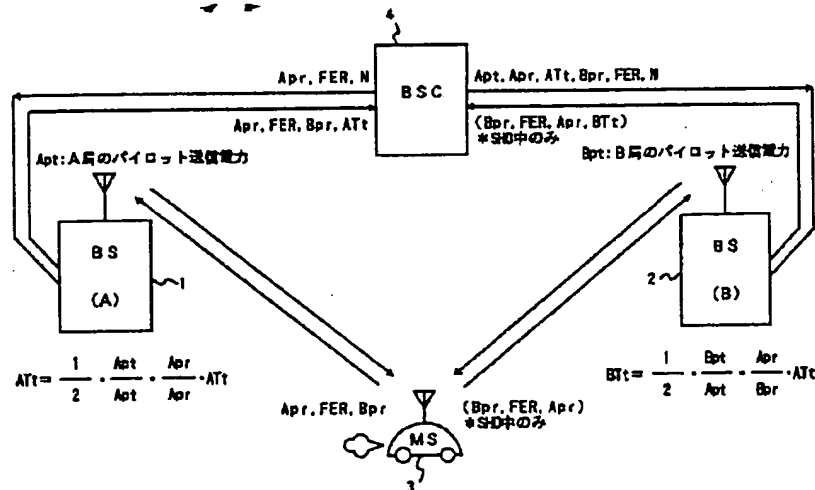 4
BSC
Apr, FER, N
Apt, Apr, ATt, Bpr, FER, N
Apr, FER, Bpr, ATt
(Bpr, FER, Apr, BTt)
*SHO中のみ
Apt:A局のパイロット送信電力
Bpt:B局のパイロット送信電力
BS
(A)
1
BS
(B)
2
ATt= 1/2 · Apt/Apt · Apr/Apr · ATt
BTt= 1/2 · Bpt/Apt · Apr/Bpr · ATt
Apr, FER, Bpr
(Bpr, FER, Apr)
*SHO中のみ
MS
3